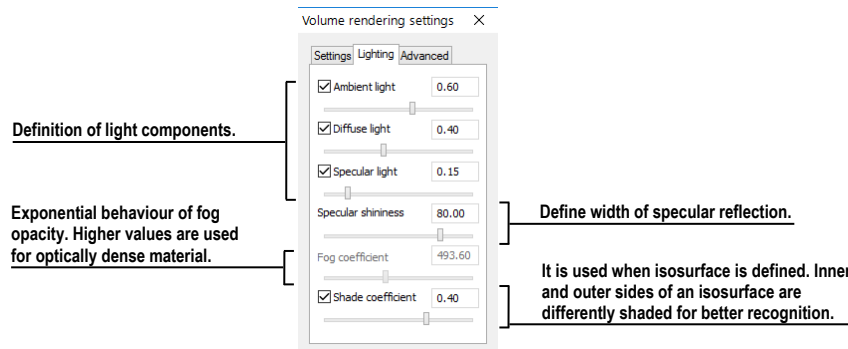 Volume rendering settings
Settings Lighting Advanced
Ambient light 0.60
Diffuse light 0.40
Specular light 0.15
Specular shininess 80.00
Fog coefficient 493.60
Shade coefficient 0.40
Definition of light components.
Exponential behaviour of fog
opacity. Higher values are used
for optically dense material.
Define width of specular reflection.
It is used when isosurface is defined. Inner
and outer sides of an isosurface are
differently shaded for better recognition.